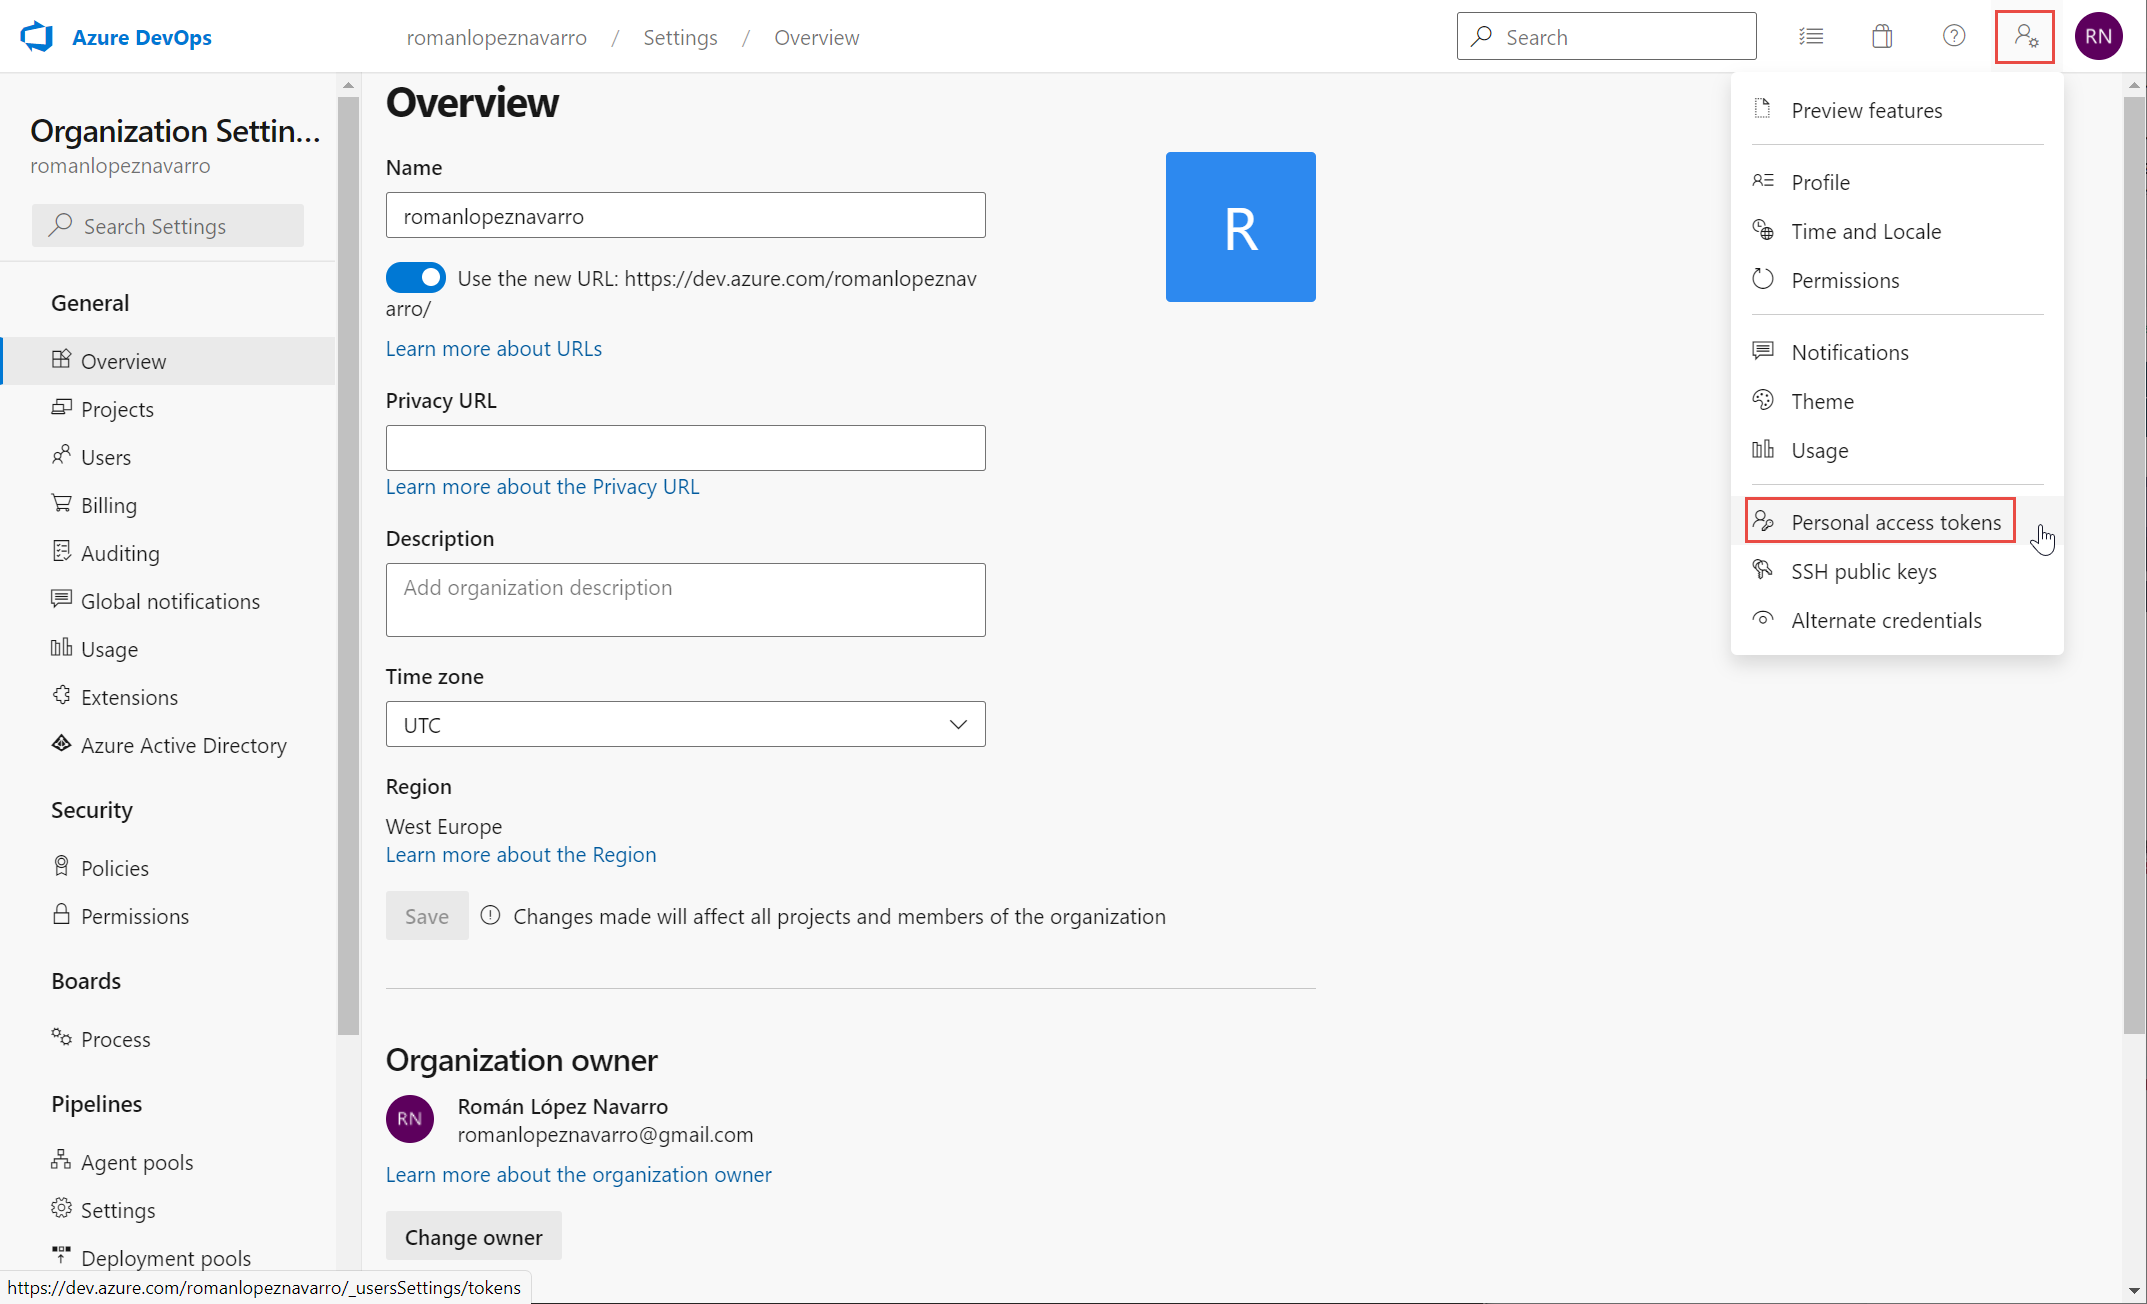 Azure DevOps
romanlopeznavarro / Settings / Overview
Search
RN
Organization Settin...
romanlopeznavarro
Search Settings
General
Overview
Projects
Users
Billing
Auditing
Global notifications
Usage
Extensions
Azure Active Directory
Security
Policies
Permissions
Boards
Process
Pipelines
Agent pools
Settings
Deployment pools
https://dev.azure.com/romanlopeznavarro/_usersSettings/tokens
Overview
Name
romanlopeznavarro
R
Use the new URL: https://dev.azure.com/romanlopeznav
arro/
Learn more about URLs
Privacy URL
Learn more about the Privacy URL
Description
Add organization description
Time zone
UTC
Region
West Europe
Learn more about the Region
Save
Changes made will affect all projects and members of the organization
Organization owner
RN
Román López Navarro
romanlopeznavarro@gmail.com
Learn more about the organization owner
Change owner
Preview features
Profile
Time and Locale
Permissions
Notifications
Theme
Usage
Personal access tokens
SSH public keys
Alternate credentials